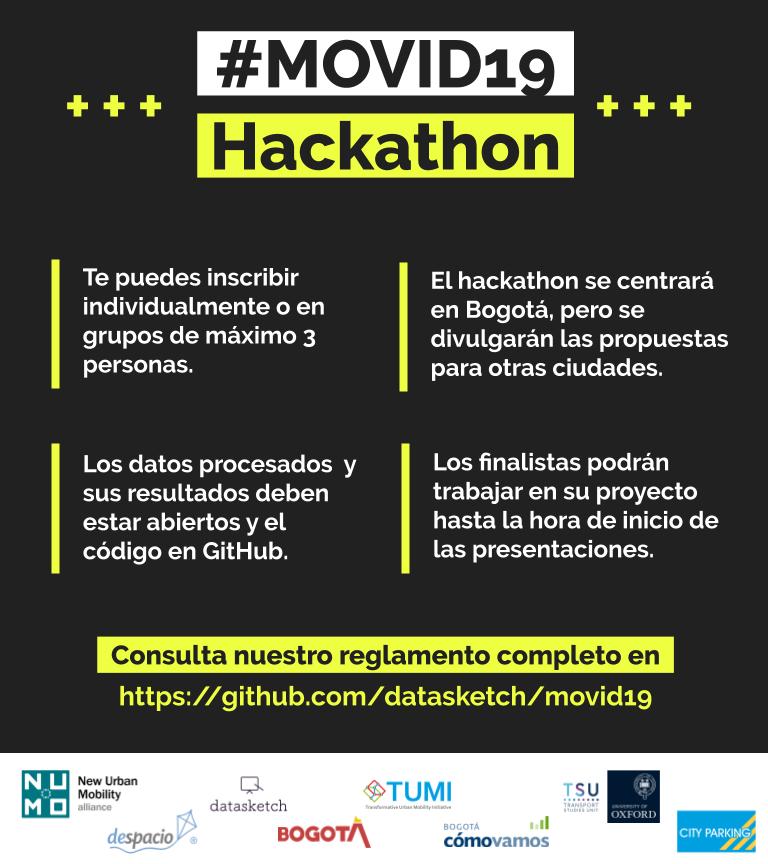 #MOVID19
Hackathon
Te puedes inscribir
individualmente o en
grupos de máximo 3
personas.
El hackathon se centrará
en Bogotá, pero se
divulgarán las propuestas
para otras ciudades.
Los datos procesados  y
sus resultados deben
estar abiertos y el
código en GitHub.
Los finalistas podrán
trabajar en su proyecto
hasta la hora de inicio de
las presentaciones.
Consulta nuestro reglamento completo en
https://github.com/datasketch/movid19
NU
MO
New Urban
Mobility
alliance
despacio®
datasketch
BOGOTÁ
TUMI
Transformative Urban Mobility Initiative
BOGOTÁ
cómovamos
TSU
TRANSPORT
STUDIES UNIT
UNIVERSITY OF
OXFORD
CITY PARKING